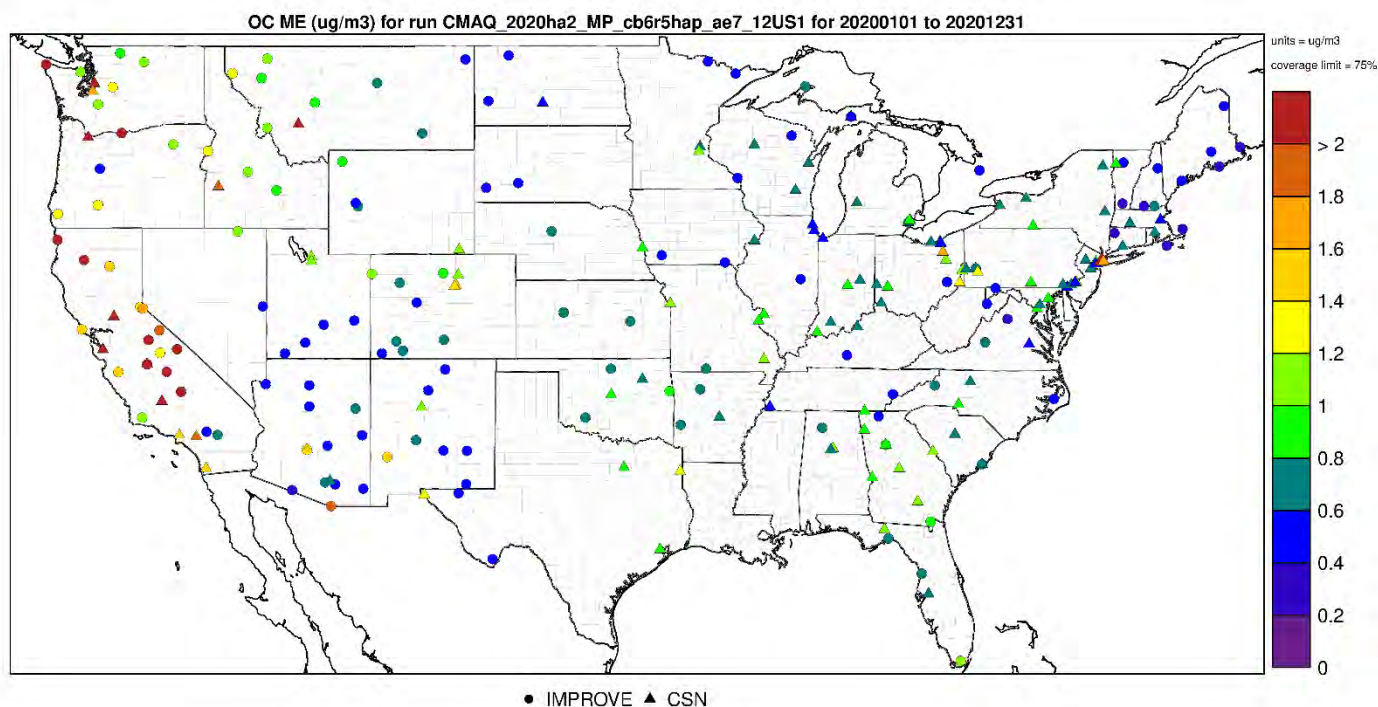 OC ME (ug/m3) for run CMAQ_2020ha2_MP_cb6r5hap_ae7_12US1 for 20200101 to 20201231
units = ug/m3
coverage limit = 75%
> 2
1.8
1.6
1.4
1.2
1
0.8
0.6
0.4
0.2
0
● IMPROVE ▲ CSN